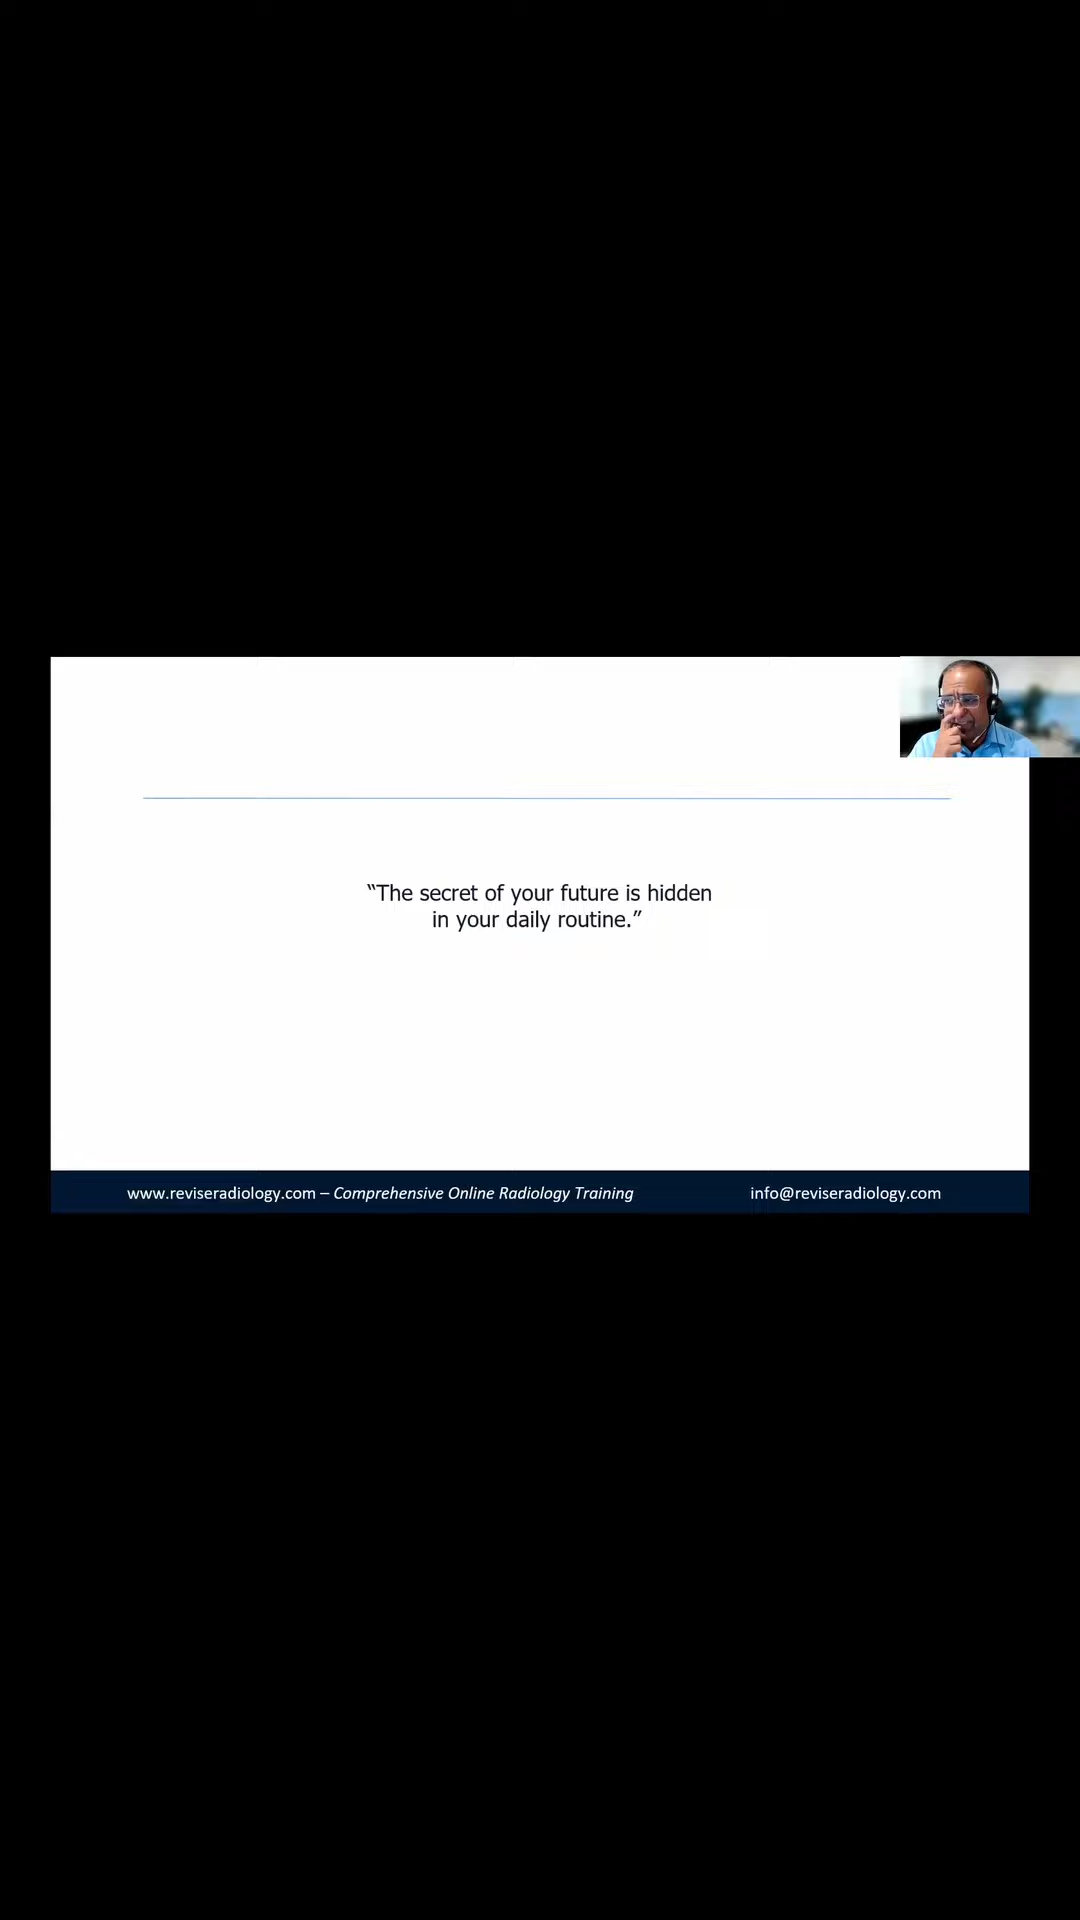 “The secret of your future is hidden
in your daily routine.”
www.reviseradiology.com – Comprehensive Online Radiology Training
info@reviseradiology.com